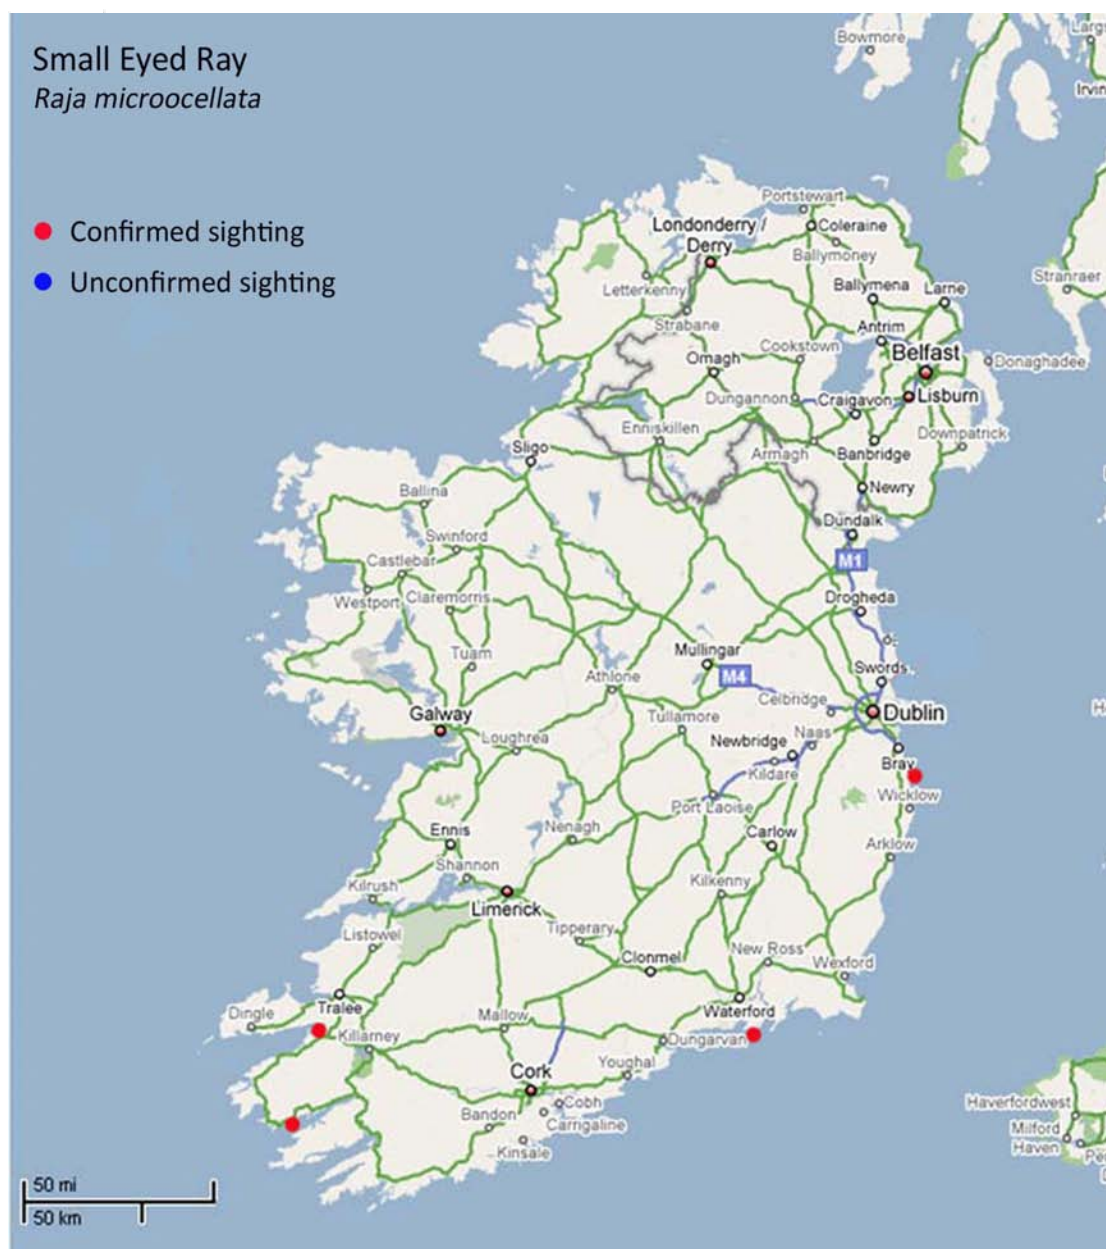 Small Eyed Ray
Raja microocellata
Confirmed sighting
Unconfirmed sighting
Bowmore
Portstewart
Londonderry /
Derry
Coleraine
Ballymoney
Stranraer
Letterkenny
Ballymena
Larne
Strabane
Antrim
Cookstown
Belfast
Omagh
Donaghadee
Dungannon
Craigavon
Lisburn
Enniskillen
Downpatrick
Sligo
Armagh
Banbridge
Ballina
Newry
Dundalk
Swinford
M1
Castlebar
Westport
Claremorris
Drogheda
Tuam
Mullingar
Swords
Athlone
M4
Celbridge
Galway
Dublin
Tullamore
Loughrea
Newbridge
Naas
Bray
Kildare
Wicklow
Port Laoise
Ennis
Nenagh
Carlow
Arklow
Shannon
Kilrush
Kilkenny
Limerick
Listowel
Tipperary
New Ross
Clonmel
Wexford
Tralee
Waterford
Dingle
Mallow
Killarney
Dungarvan
Youghal
Cork
Cobh
Bandon
Carrigaline
Kinsale
Haverfordwest
Milford
Haven
50 mi
50 km